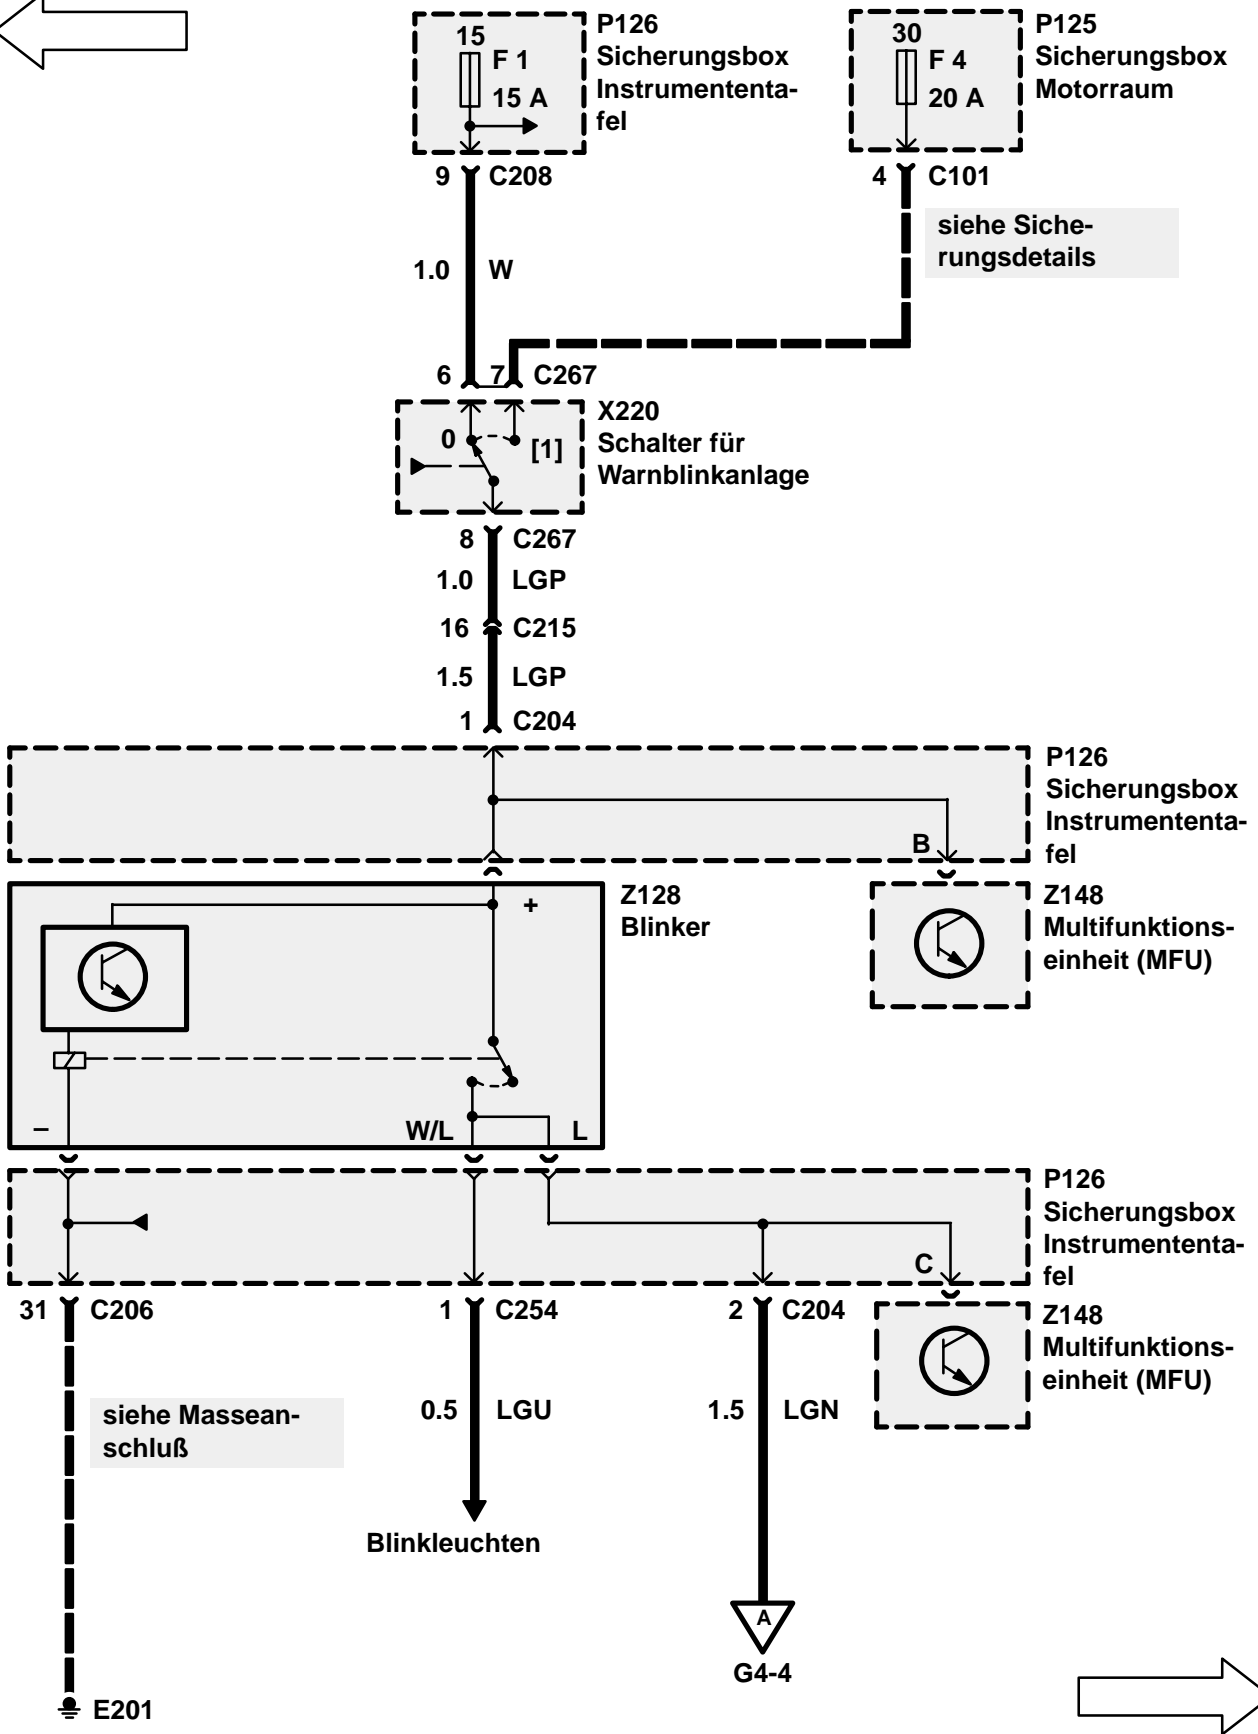 15
F 1
15 A
P126
Sicherungsbox
Instrumententa-
fel
30
F 4
20 A
P125
Sicherungsbox
Motorraum
9 C208
4 C101
siehe Siche-
rungsdetails
1.0 W
6 7 C267
0 [1]
X220
Schalter für
Warnblinkanlage
8 C267
1.0 LGP
16 C215
1.5 LGP
1 C204
B
P126
Sicherungsbox
Instrumententa-
fel
+
–
W/L L
Z128
Blinker
Z148
Multifunktions-
einheit (MFU)
C
P126
Sicherungsbox
Instrumententa-
fel
31 C206
1 C254
2 C204
Z148
Multifunktions-
einheit (MFU)
siehe Massean-
schluß
0.5 LGU
1.5 LGN
Blinkleuchten
A
G4-4
E201